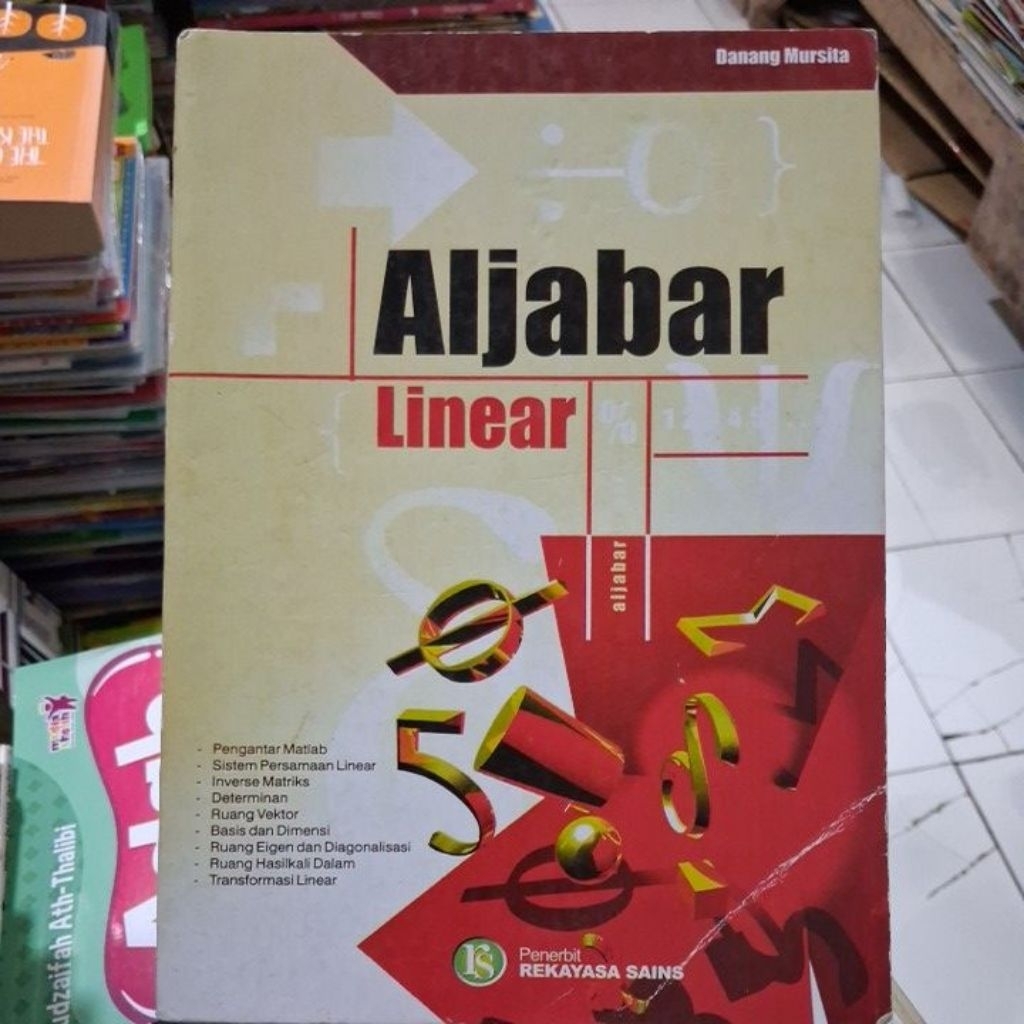 Danang Mursita
Aljabar
Linear
aljabar
- Pengantar Matlab
- Sistem Persamaan Linear
- Inverse Matriks
- Determinan
- Ruang Vektor
- Basis dan Dimensi
- Ruang Eigen dan Diagonalisasi
- Ruang Hasilkali Dalam
- Transformasi Linear
rs
Penerbit
REKAYASA SAINS
udzaifah Ath-Thalibi